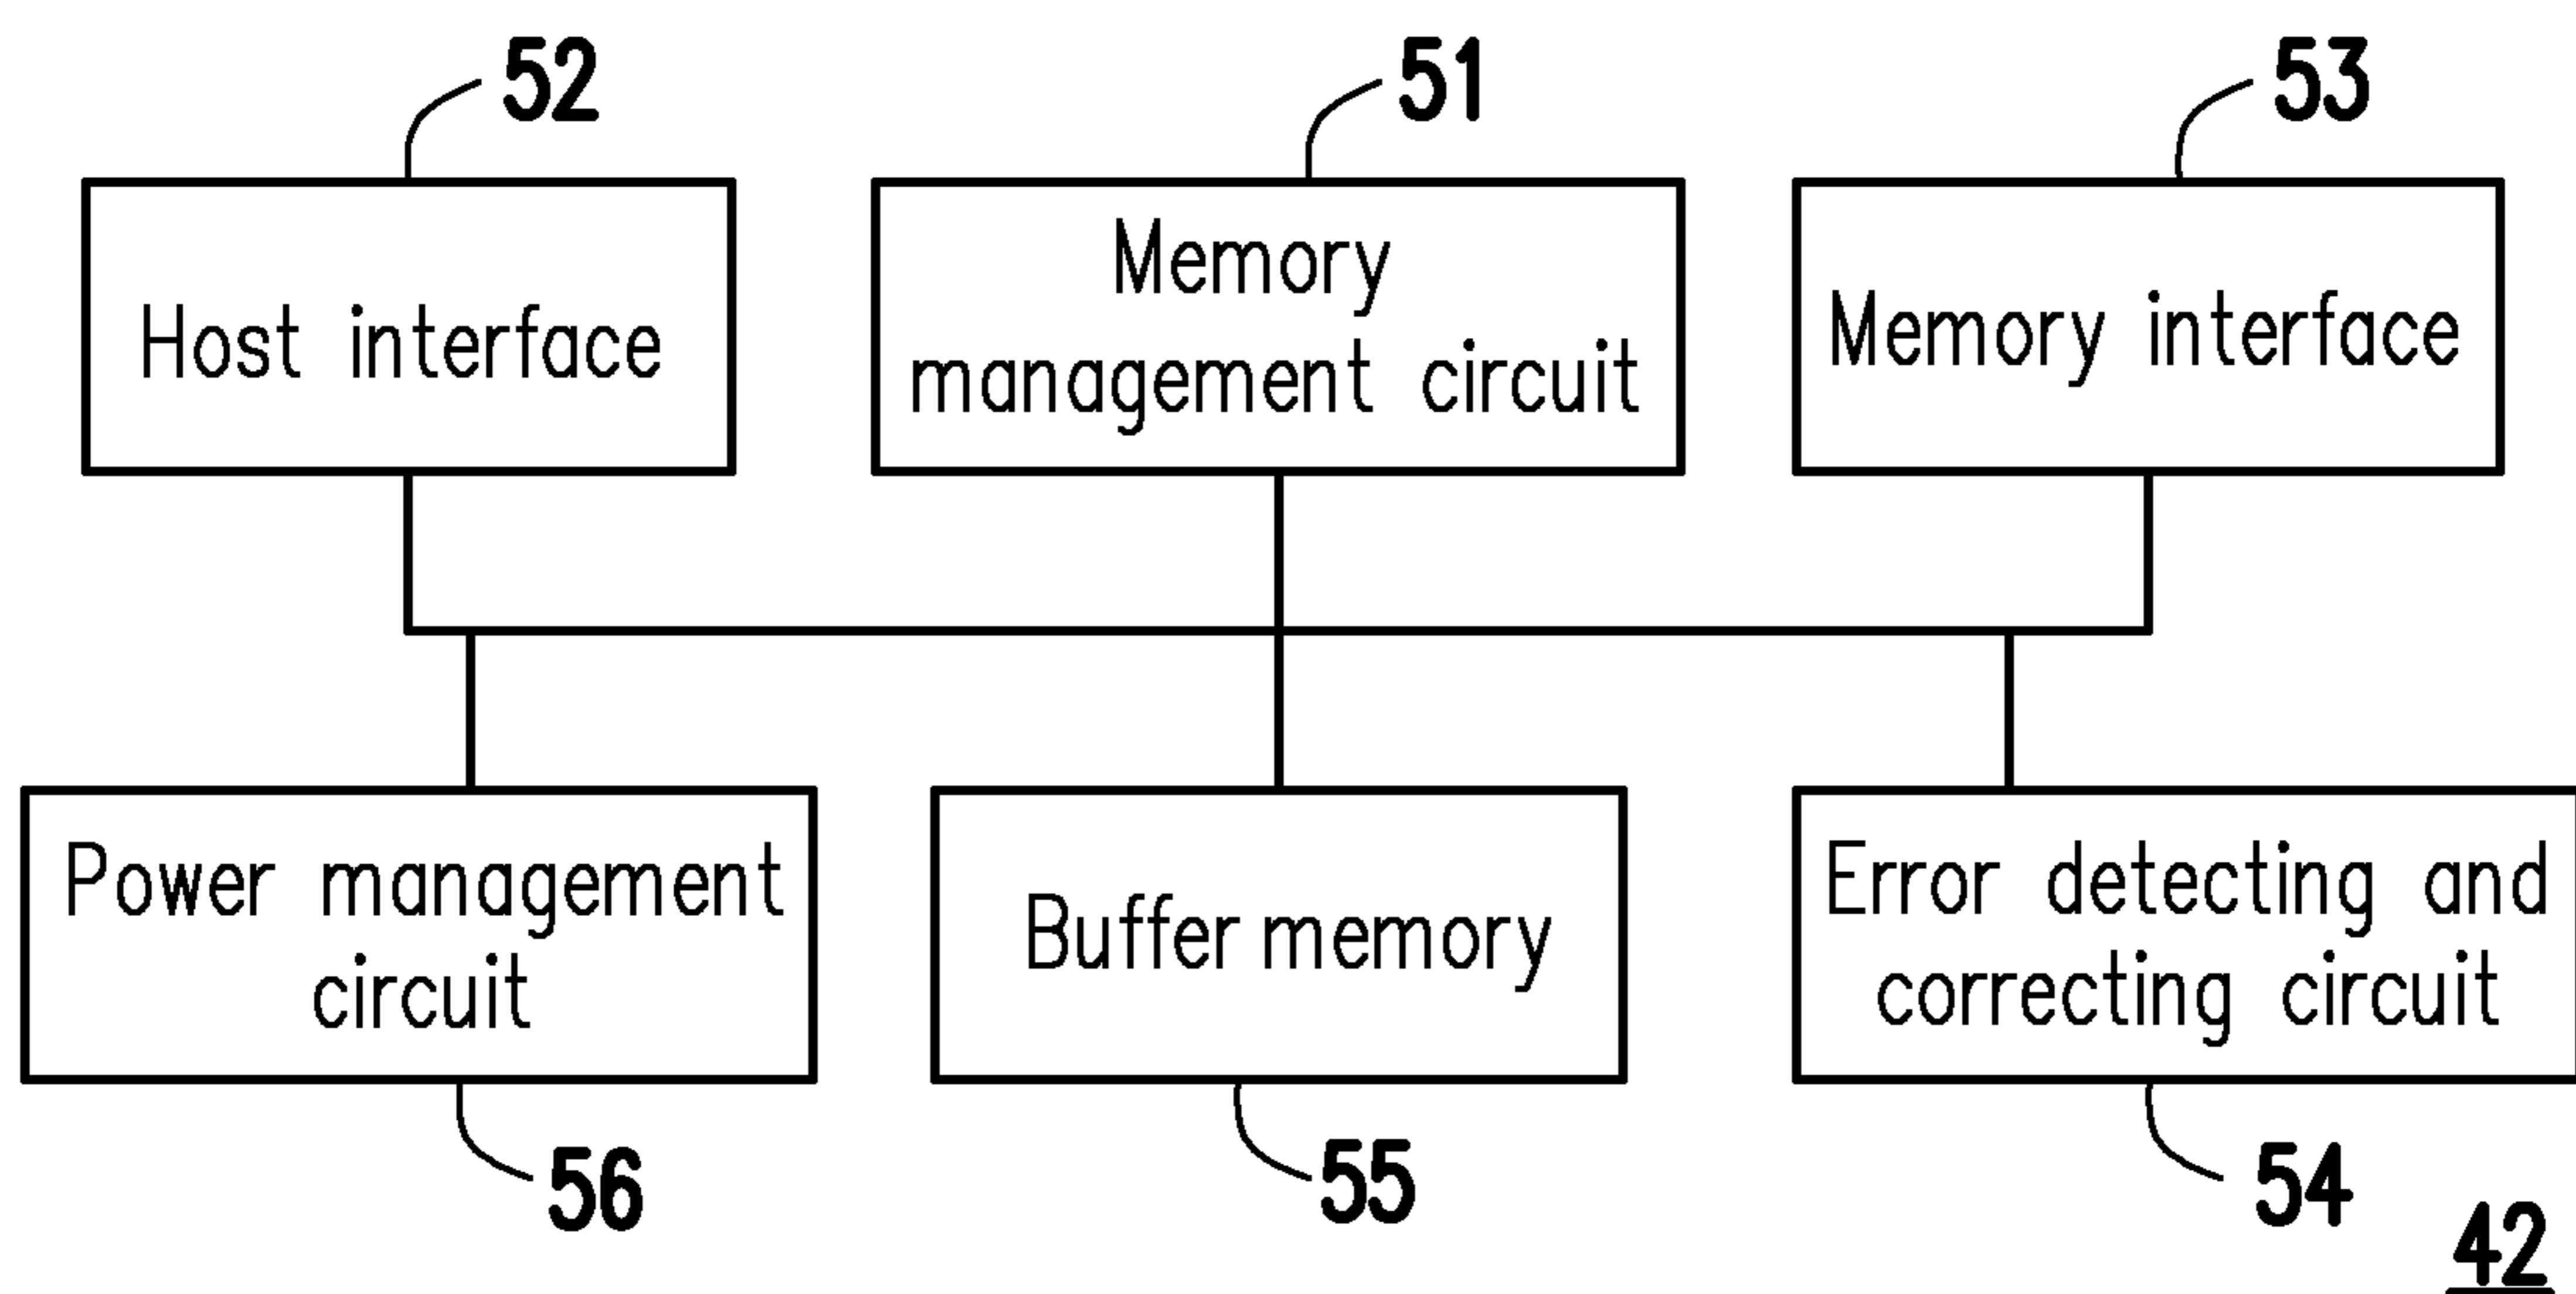 52
51
53
Host interface
Memory
management circuit
Memory interface
Power management
circuit
Buffer memory
Error detecting and
correcting circuit
56
55
54
42